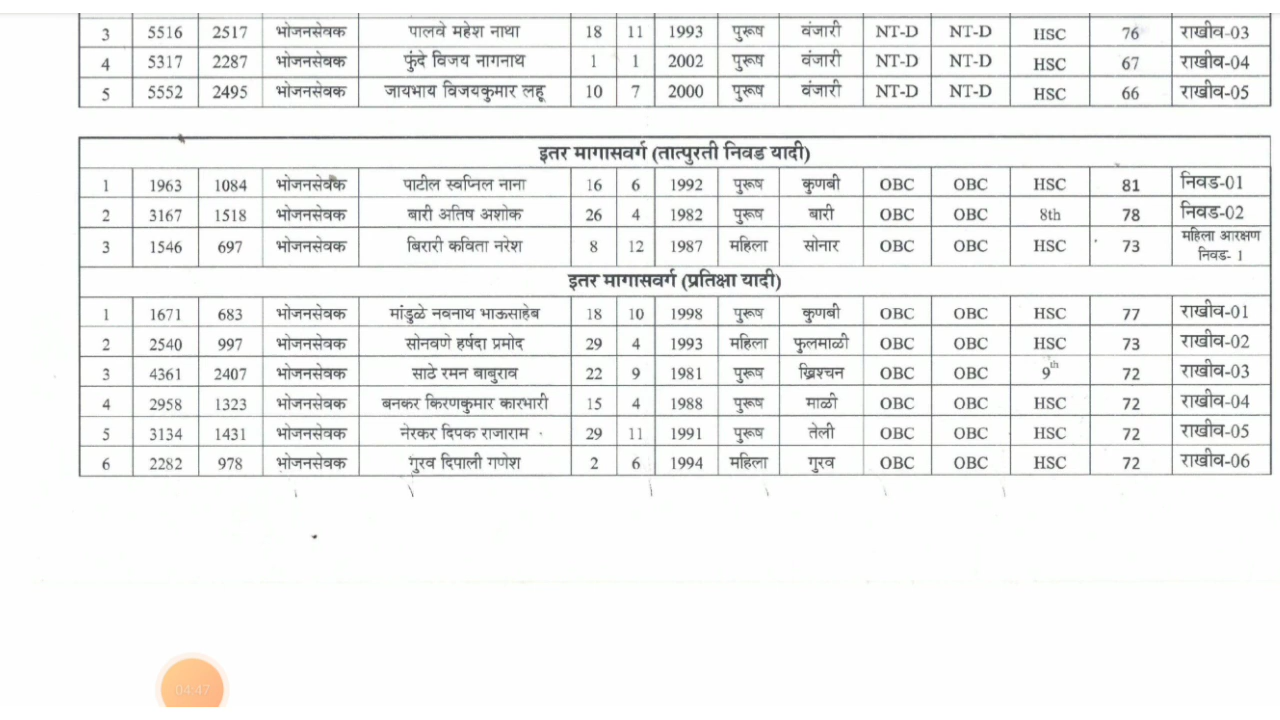 3 5516 2517 भोजनसेवक पालवे महेश नाथा 18 11 1993 पुरूष वंजारी NT-D NT-D HSC 76 राखीव-03
4 5317 2287 भोजनसेवक फुंदे विजय नागनाथ 1 1 2002 पुरूष वंजारी NT-D NT-D HSC 67 राखीव-04
5 5552 2495 भोजनसेवक जायभाय विजयकुमार लहू 10 7 2000 पुरूष वंजारी NT-D NT-D HSC 66 राखीव-05
इतर मागासवर्ग (तात्पुरती निवड यादी)
1 1963 1084 भोजनसेवक पाटील स्वप्निल नाना 16 6 1992 पुरूष कुणबी OBC OBC HSC 81 निवड-01
2 3167 1518 भोजनसेवक बारी अतिष अशोक 26 4 1982 पुरूष बारी OBC OBC 8th 78 निवड-02
3 1546 697 भोजनसेवक बिरारी कविता नरेश 8 12 1987 महिला सोनार OBC OBC HSC 73 महिला आरक्षण
निवड- 1
इतर मागासवर्ग (प्रतिक्षा यादी)
1 1671 683 भोजनसेवक मांडुळे नवनाथ भाऊसाहेब 18 10 1998 पुरूष कुणबी OBC OBC HSC 77 राखीव-01
2 2540 997 भोजनसेवक सोनवणे हर्षदा प्रमोद 29 4 1993 महिला फुलमाळी OBC OBC HSC 73 राखीव-02
3 4361 2407 भोजनसेवक साठे रमन बाबुराव 22 9 1981 पुरूष ख्रिश्चन OBC OBC 9th 72 राखीव-03
4 2958 1323 भोजनसेवक बनकर किरणकुमार कारभारी 15 4 1988 पुरूष माळी OBC OBC HSC 72 राखीव-04
5 3134 1431 भोजनसेवक नेरकर दिपक राजाराम 29 11 1991 पुरूष तेली OBC OBC HSC 72 राखीव-05
6 2282 978 भोजनसेवक गुरव दिपाली गणेश 2 6 1994 महिला गुरव OBC OBC HSC 72 राखीव-06
04:47